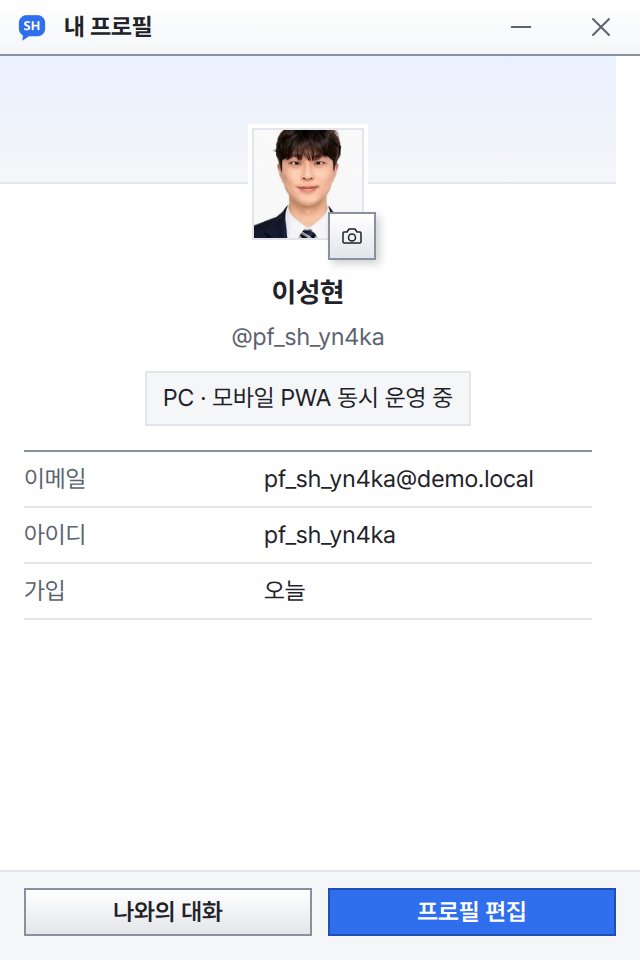 SH 내 프로필
이성현
@pf_sh_yn4ka
PC · 모바일 PWA 동시 운영 중
이메일 pf_sh_yn4ka@demo.local
아이디 pf_sh_yn4ka
가입 오늘
나와의 대화 프로필 편집